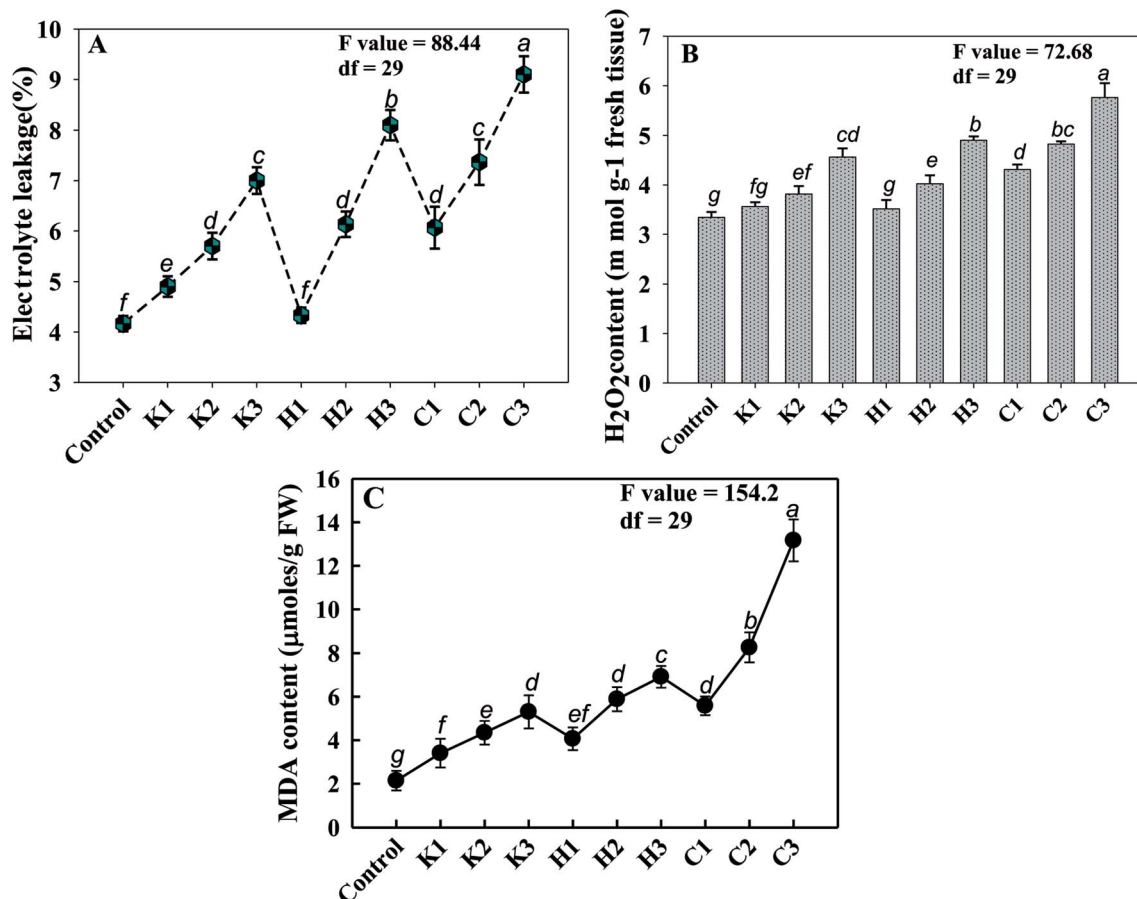 A
F value = 88.44
df = 29
Electrolyte leakage(%)
10
9
8
7
6
5
4
3
f
e
d
c
f
d
b
d
c
a
Control
K1
K2
K3
H1
H2
H3
C1
C2
C3
B
F value = 72.68
df = 29
H2O2content (m mol g-1 fresh tissue)
7
6
5
4
3
2
1
0
g
fg
ef
cd
g
e
b
d
bc
a
Control
K1
K2
K3
H1
H2
H3
C1
C2
C3
C
F value = 154.2
df = 29
MDA content (μmoles/g FW)
16
14
12
10
8
6
4
2
0
g
f
e
d
ef
d
c
d
b
a
Control
K1
K2
K3
H1
H2
H3
C1
C2
C3